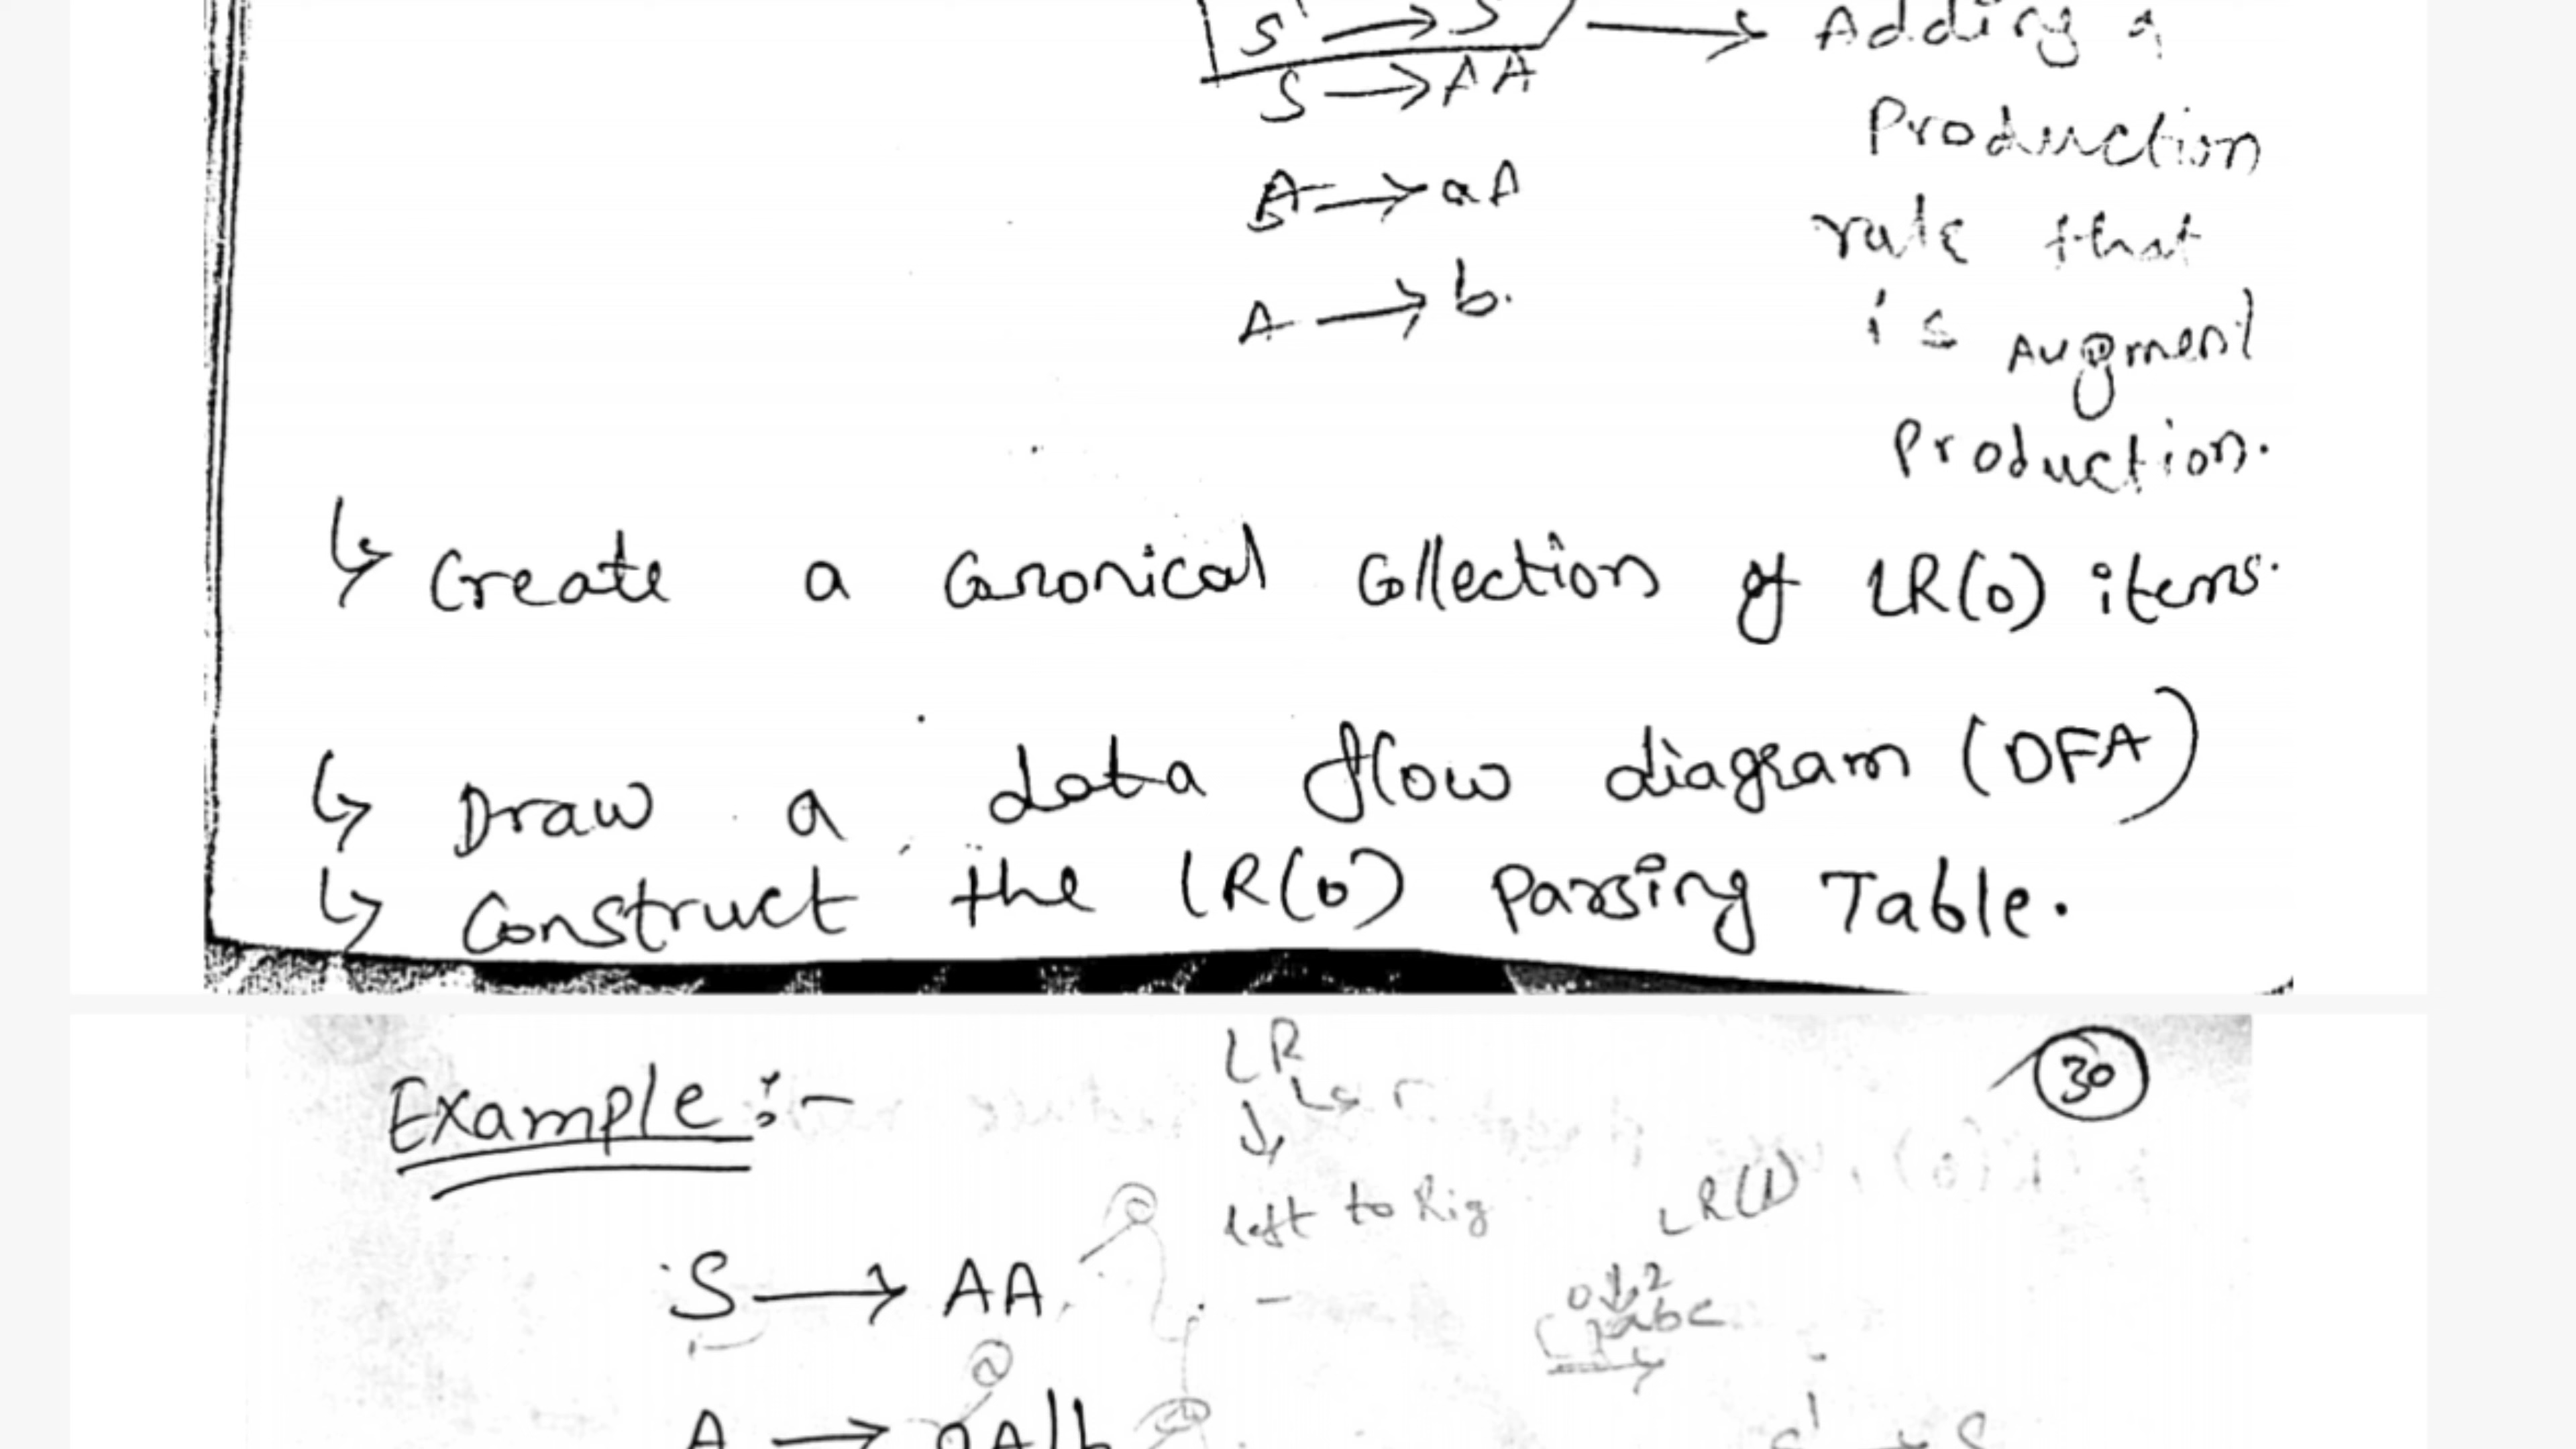 S' → S → Adding a
S → AA
Production
A → aA
rule that
A → b.
is Augment
Production.
↳ Create a Canonical Collection of LR(0) items.
↳ Draw a data flow diagram (DFA)
↳ Construct the LR(0) Parsing Table.
LR
30
Example :-
↳ r
↓
left to Rig
LR(1)
S → AA
abc
A → aA|b
S' → S